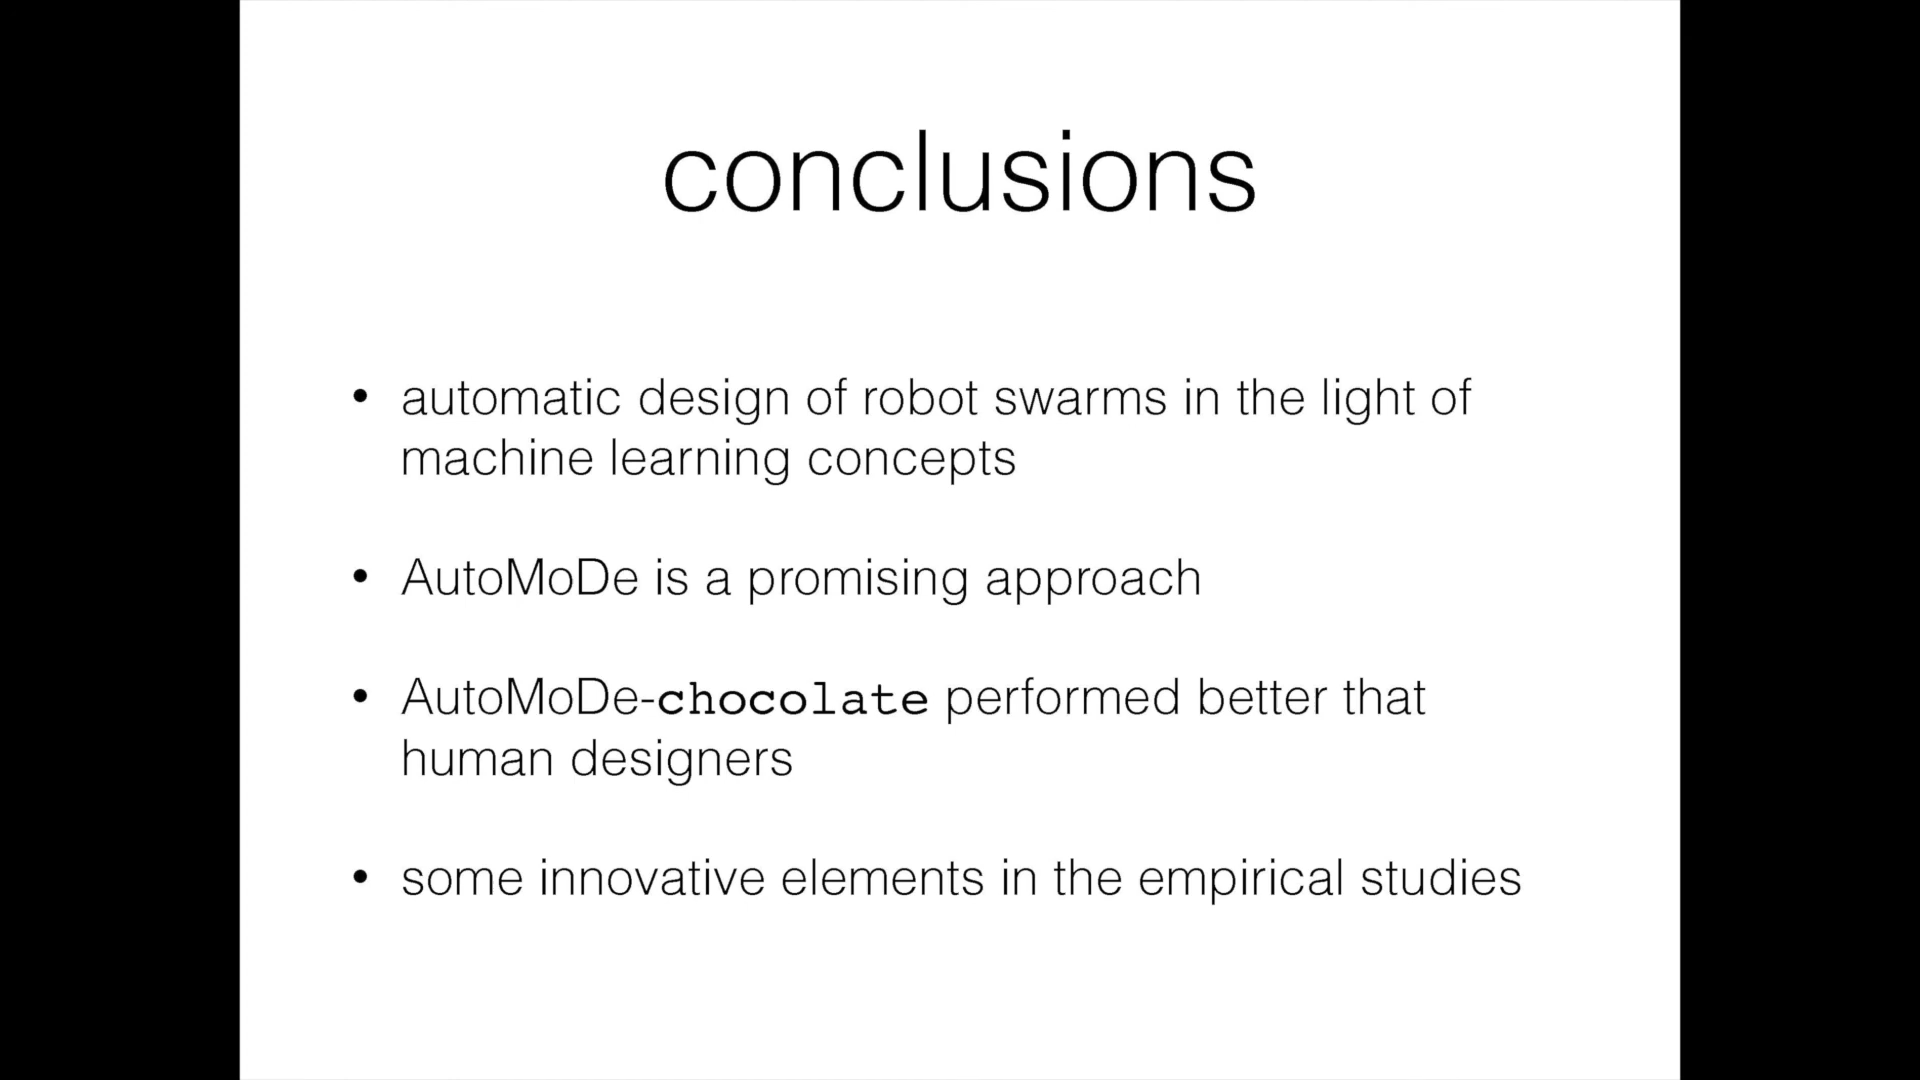 conclusions
• automatic design of robot swarms in the light of
machine learning concepts
• AutoMoDe is a promising approach
• AutoMoDe-chocolate performed better that
human designers
• some innovative elements in the empirical studies